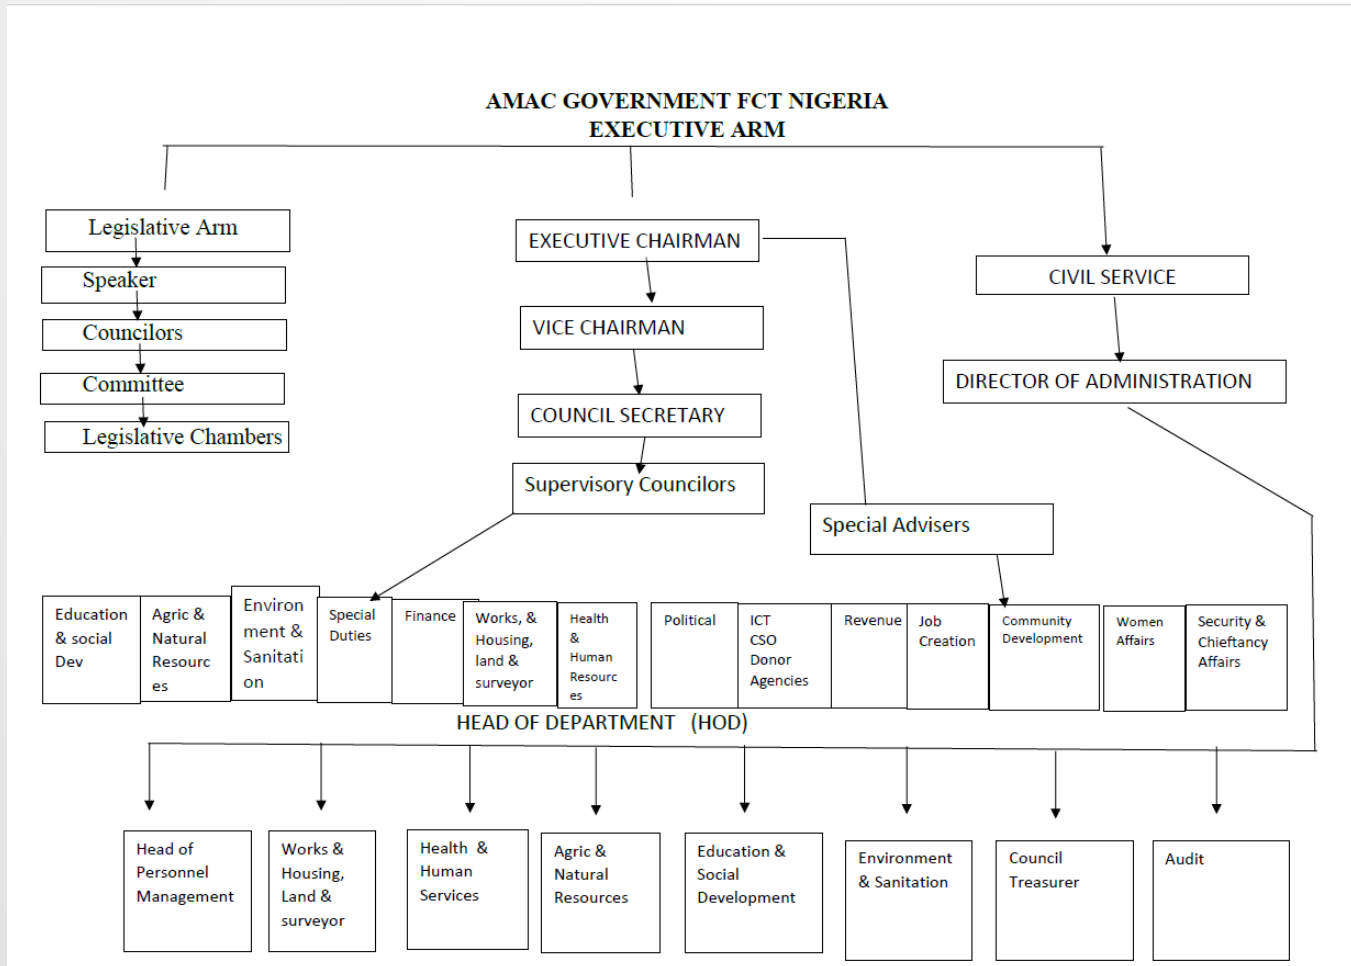 AMAC GOVERNMENT FCT NIGERIA
EXECUTIVE ARM
Legislative Arm
Speaker
Councilors
Committee
Legislative Chambers
EXECUTIVE CHAIRMAN
VICE CHAIRMAN
COUNCIL SECRETARY
Supervisory Councilors
Special Advisers
CIVIL SERVICE
DIRECTOR OF ADMINISTRATION
Education
& social
Dev
Agric &
Natural
Resourc
es
Environ
ment &
Sanitati
on
Special
Duties
Finance
Works, &
Housing,
land &
surveyor
Health
&
Human
Resourc
es
Political
ICT
CSO
Donor
Agencies
Revenue
Job
Creation
Community
Development
Women
Affairs
Security &
Chieftancy
Affairs
HEAD OF DEPARTMENT (HOD)
Head of
Personnel
Management
Works &
Housing,
Land &
surveyor
Health &
Human
Services
Agric &
Natural
Resources
Education &
Social
Development
Environment
& Sanitation
Council
Treasurer
Audit